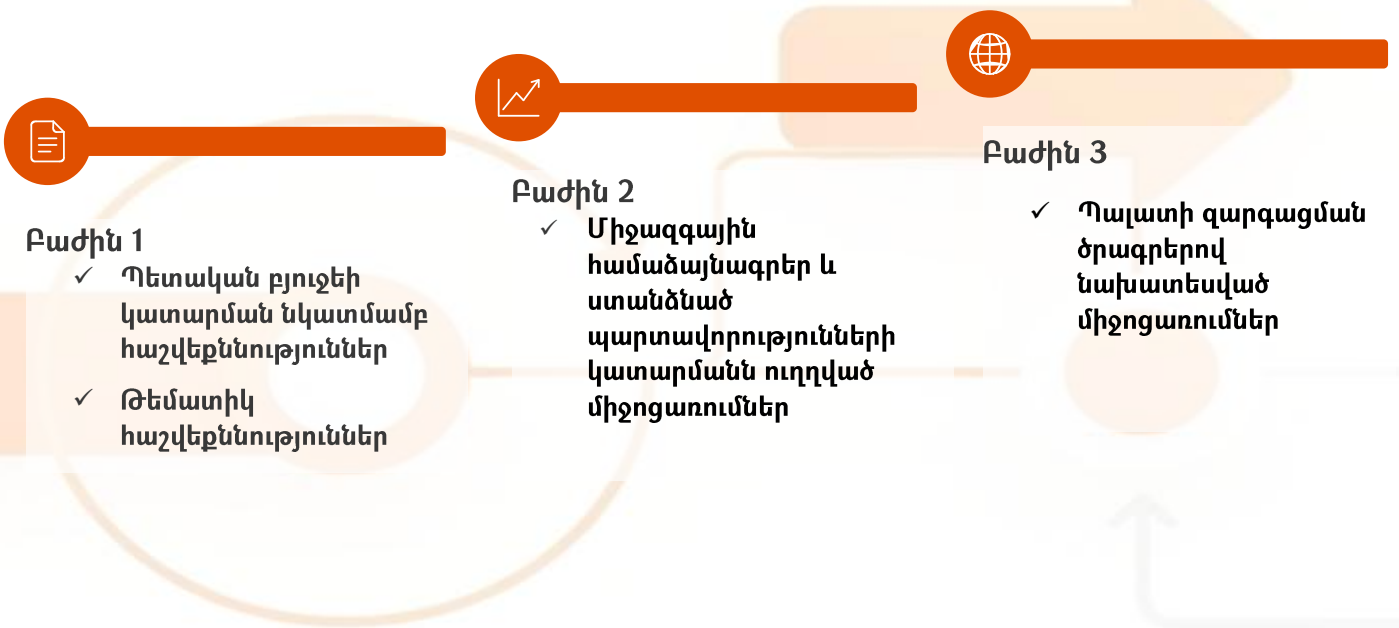 Բաժին 1
✓ Պետական բյուջեի
կատարման նկատմամբ
հաշվեքննություններ
✓ Թեմատիկ
հաշվեքննություններ
Բաժին 2
✓ Միջազգային
համաձայնագրեր և
ստանձնած
պարտավորությունների
կատարմանն ուղղված
միջոցառումներ
Բաժին 3
✓ Պալատի զարգացման
ծրագրերով
նախատեսված
միջոցառումներ